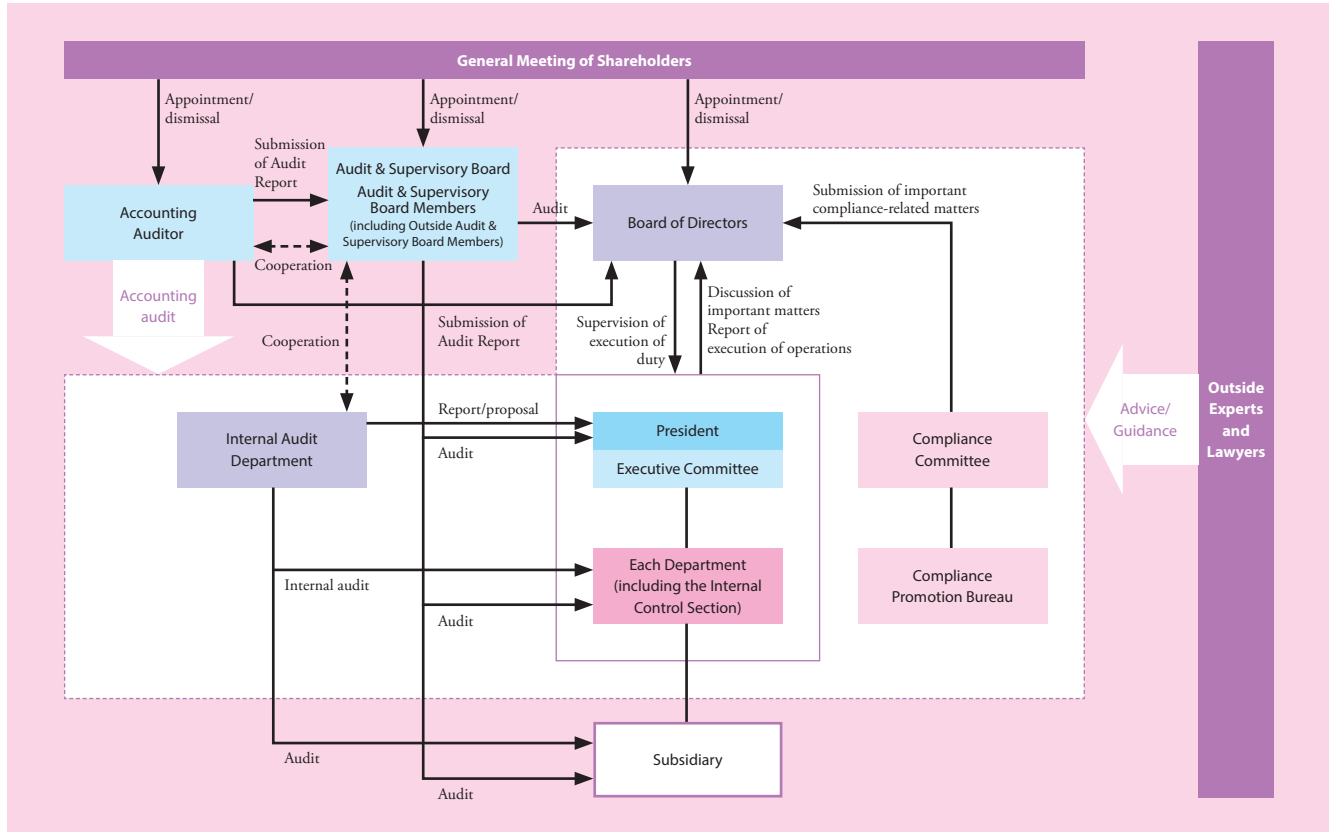 General Meeting of Shareholders
Appointment/
dismissal
Appointment/
dismissal
Appointment/
dismissal
Submission
of Audit
Report
Accounting
Auditor
Audit & Supervisory Board
Audit & Supervisory
Board Members
(including Outside Audit &
Supervisory Board Members)
Audit
Board of Directors
Submission of important
compliance-related matters
Cooperation
Accounting
audit
Cooperation
Submission of
Audit Report
Supervision of
execution of
duty
Discussion of
important matters
Report of
execution of operations
Internal Audit
Department
Report/proposal
Audit
President
Executive Committee
Compliance
Committee
Advice/
Guidance
Outside
Experts
and
Lawyers
Internal audit
Audit
Each Department
(including the Internal
Control Section)
Compliance
Promotion Bureau
Audit
Audit
Subsidiary